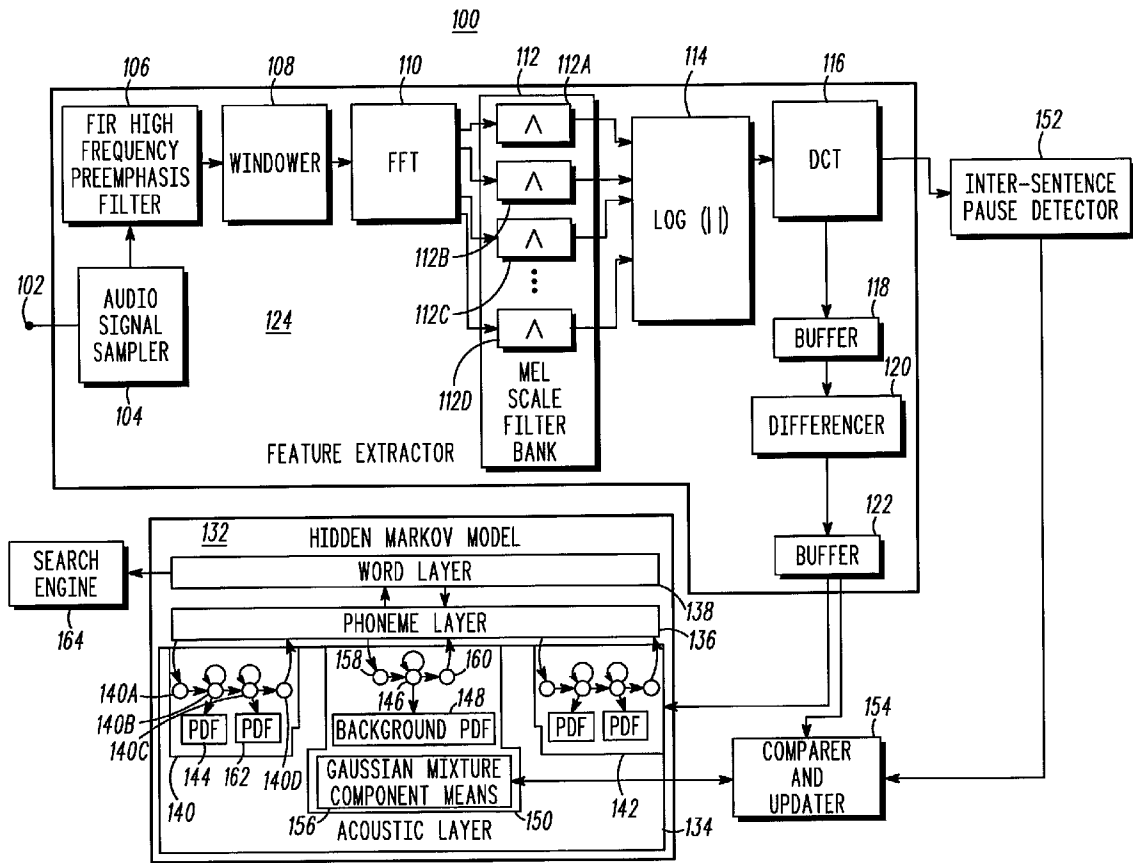 100
106
108
110
112
112A
114
116
152
FIR HIGH
FREQUENCY
PREEMPHASIS
FILTER
WINDOWER
FFT
Λ
Λ
Λ
Λ
LOG (||)
DCT
INTER-SENTENCE
PAUSE DETECTOR
112B
112C
112D
102
AUDIO
SIGNAL
SAMPLER
104
124
MEL
SCALE
FILTER
BANK
FEATURE EXTRACTOR
118
BUFFER
120
DIFFERENCER
122
BUFFER
132
HIDDEN MARKOV MODEL
SEARCH
ENGINE
164
WORD LAYER
138
PHONEME LAYER
136
158
160
140A
140B
140C
146
148
PDF
PDF
BACKGROUND PDF
PDF
PDF
144
162
140D
140
GAUSSIAN MIXTURE
COMPONENT MEANS
142
156
150
ACOUSTIC LAYER
134
154
COMPARER
AND
UPDATER